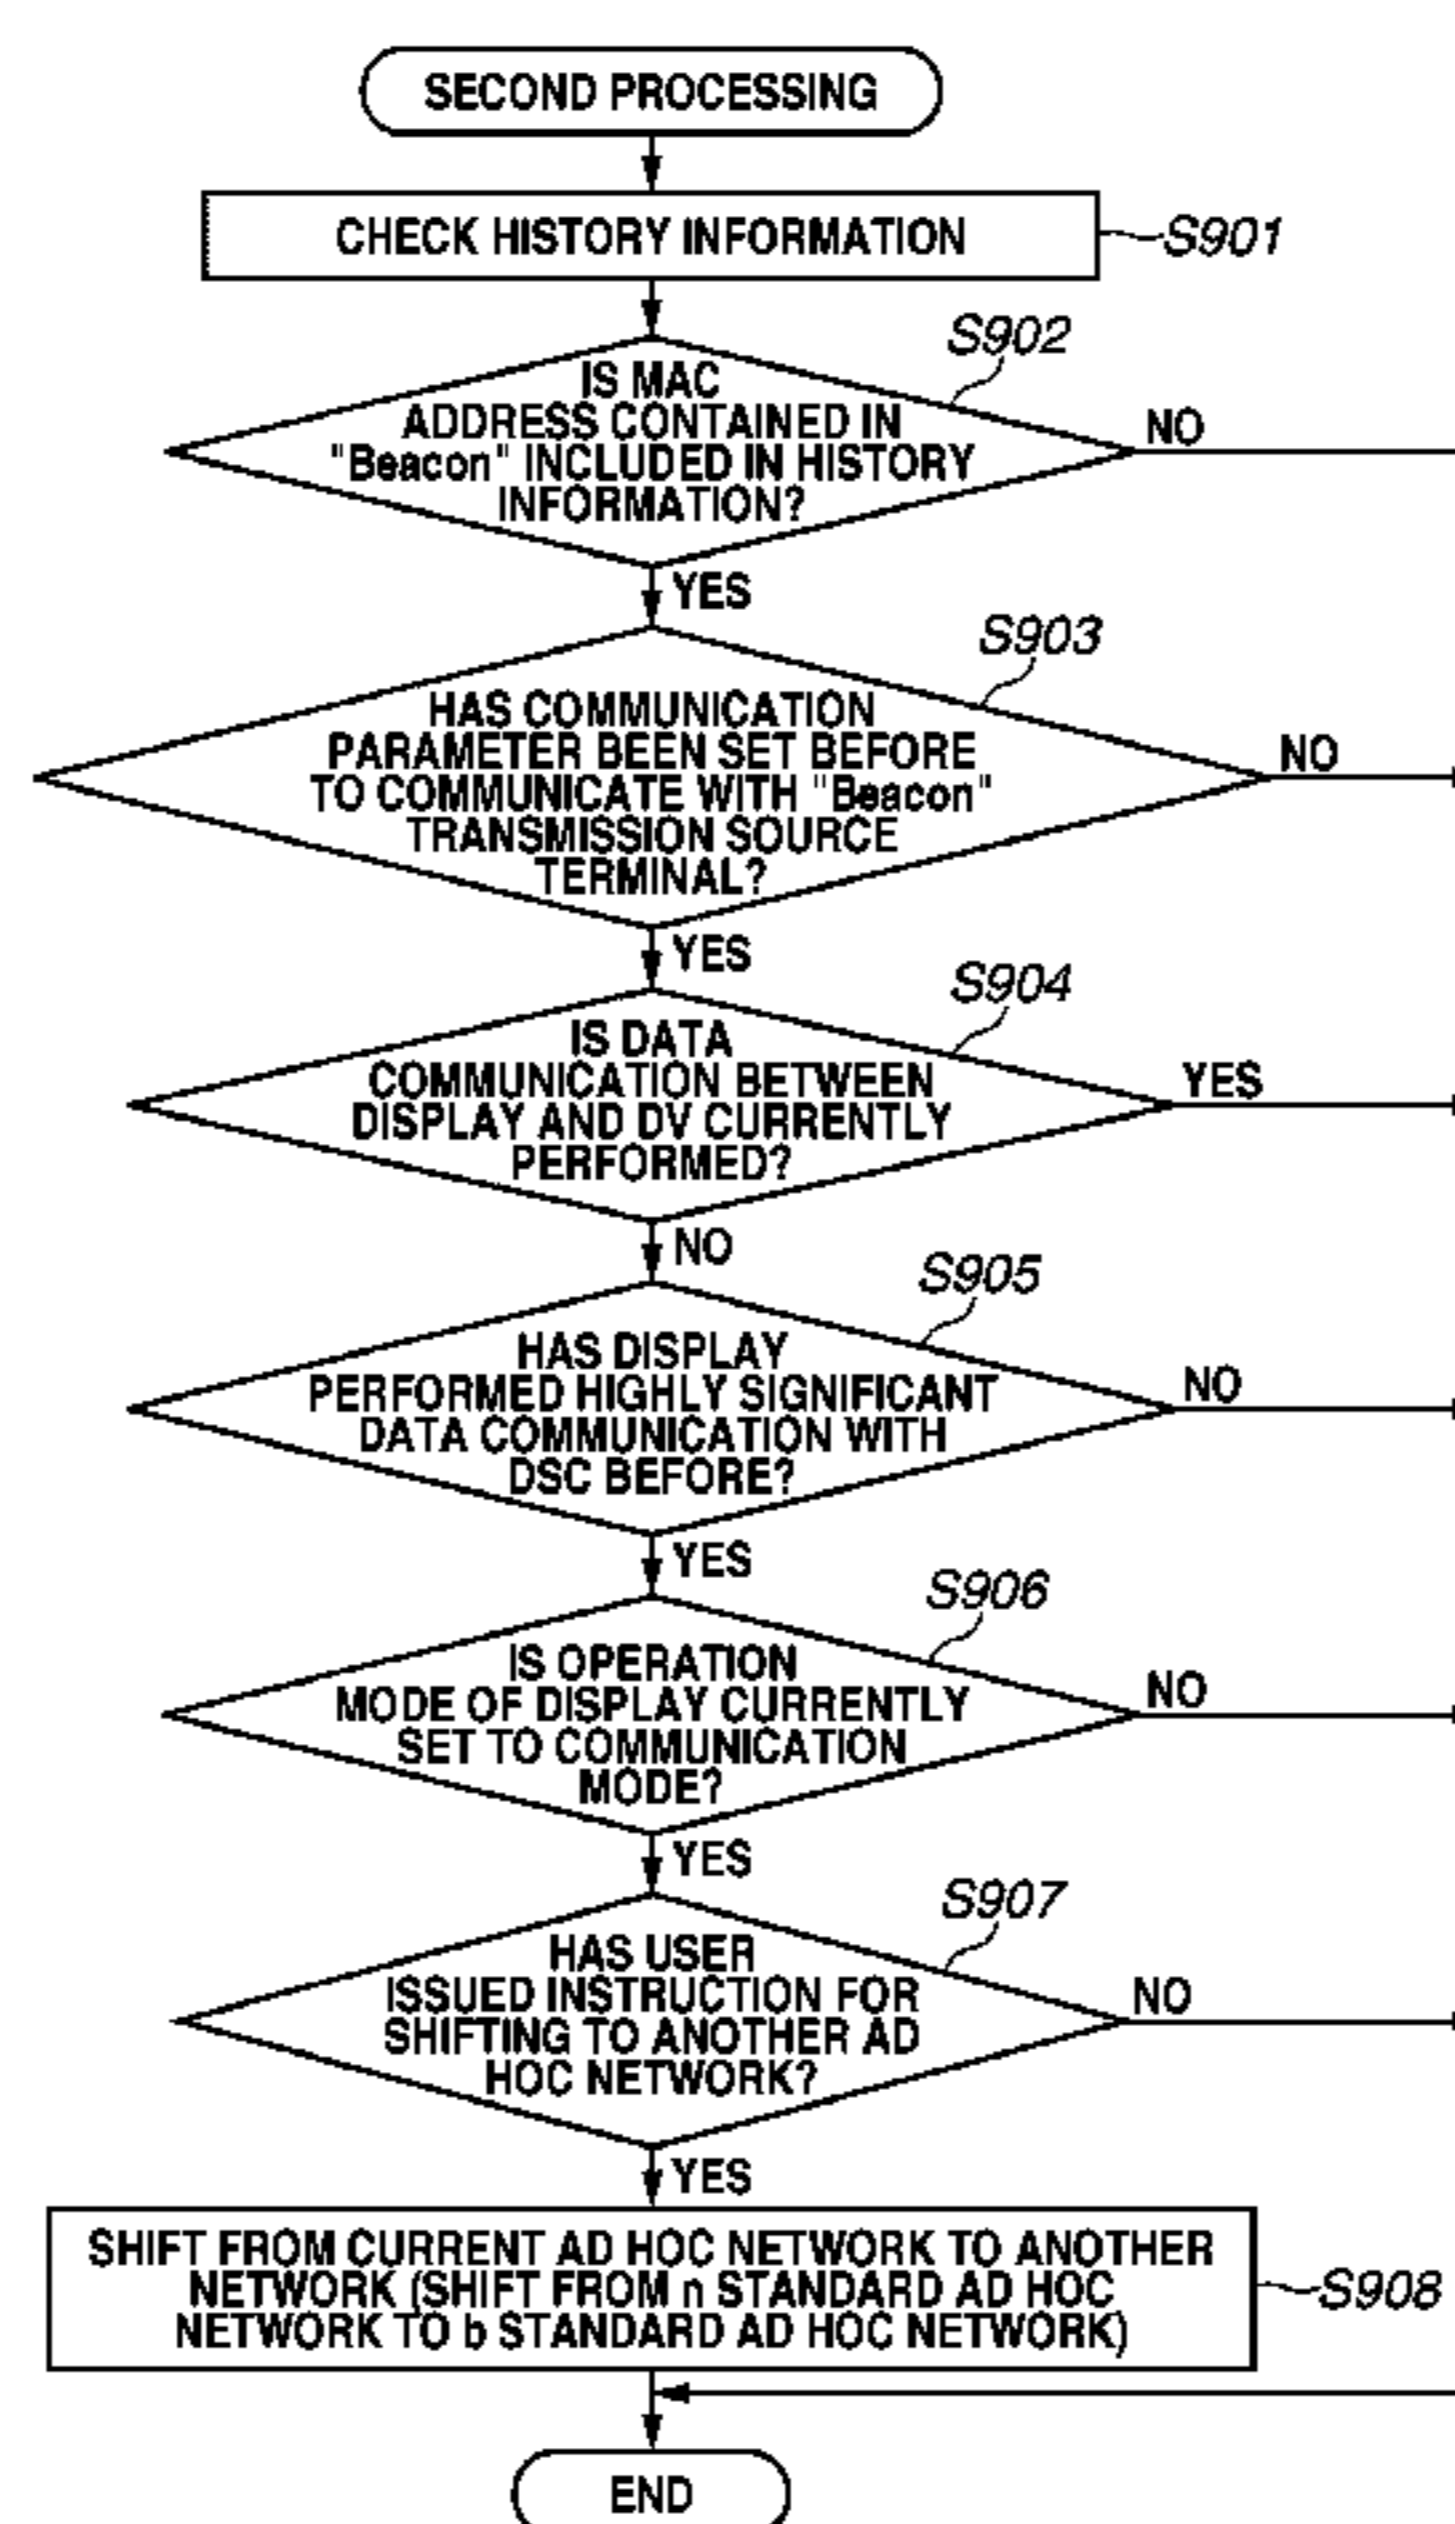 SECOND PROCESSING
CHECK HISTORY INFORMATION
S901
S902
IS MAC
ADDRESS CONTAINED IN
"Beacon" INCLUDED IN HISTORY
INFORMATION?
NO
YES
S903
HAS COMMUNICATION
PARAMETER BEEN SET BEFORE
TO COMMUNICATE WITH "Beacon"
TRANSMISSION SOURCE
TERMINAL?
NO
YES
S904
IS DATA
COMMUNICATION BETWEEN
DISPLAY AND DV CURRENTLY
PERFORMED?
YES
NO
S905
HAS DISPLAY
PERFORMED HIGHLY SIGNIFICANT
DATA COMMUNICATION WITH
DSC BEFORE?
NO
YES
S906
IS OPERATION
MODE OF DISPLAY CURRENTLY
SET TO COMMUNICATION
MODE?
NO
YES
S907
HAS USER
ISSUED INSTRUCTION FOR
SHIFTING TO ANOTHER AD
HOC NETWORK?
NO
YES
SHIFT FROM CURRENT AD HOC NETWORK TO ANOTHER
NETWORK (SHIFT FROM n STANDARD AD HOC
NETWORK TO b STANDARD AD HOC NETWORK)
S908
END